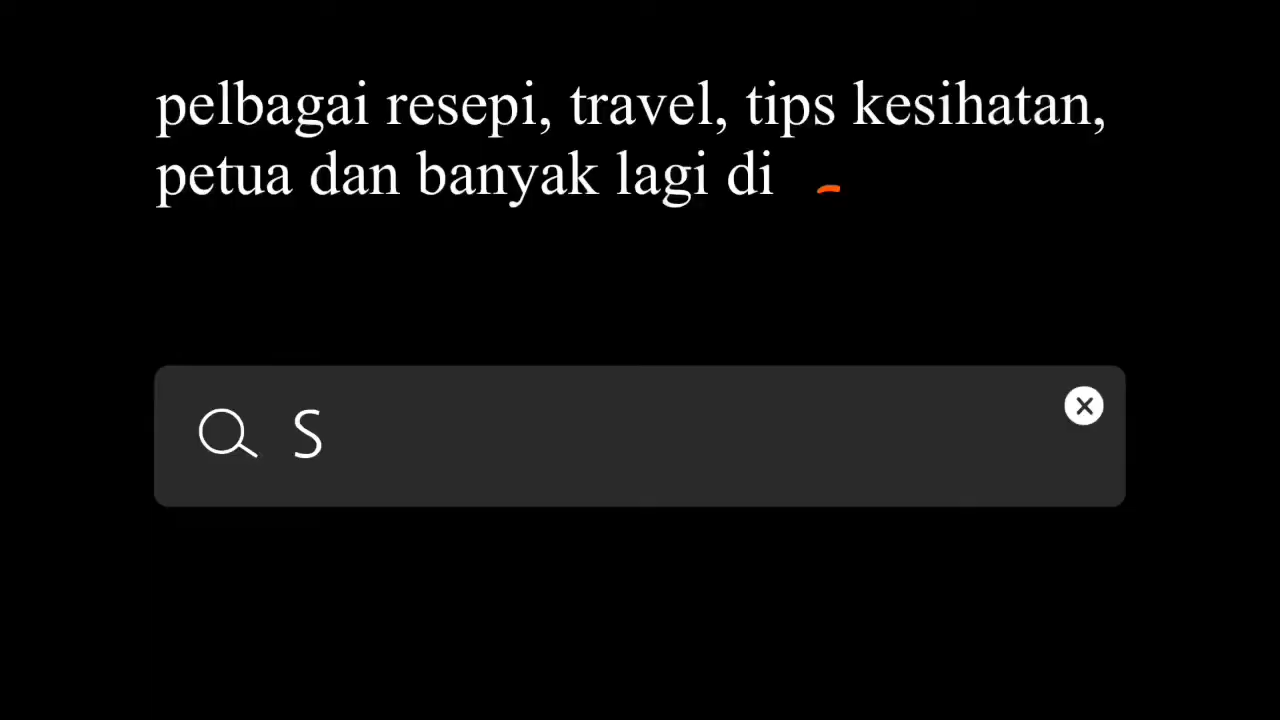 pelbagai resepi, travel, tips kesihatan,
petua dan banyak lagi di
S